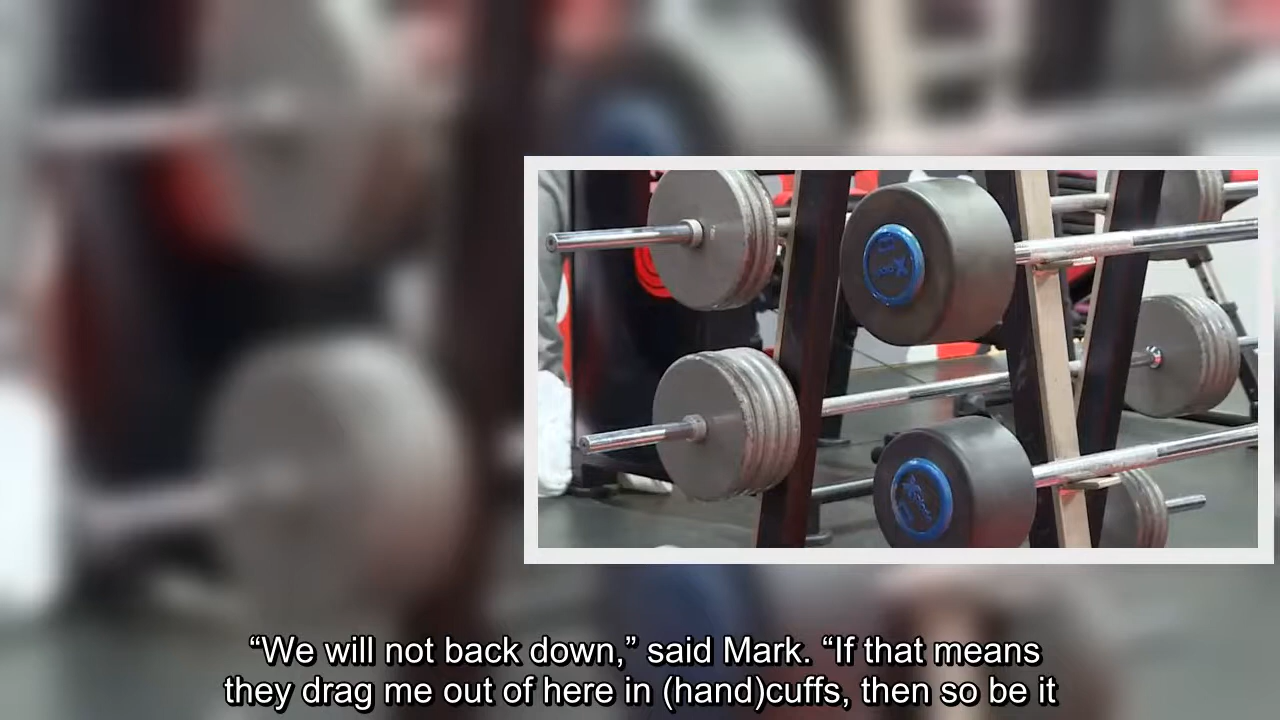 “We will not back down,” said Mark. “If that means
they drag me out of here in (hand)cuffs, then so be it